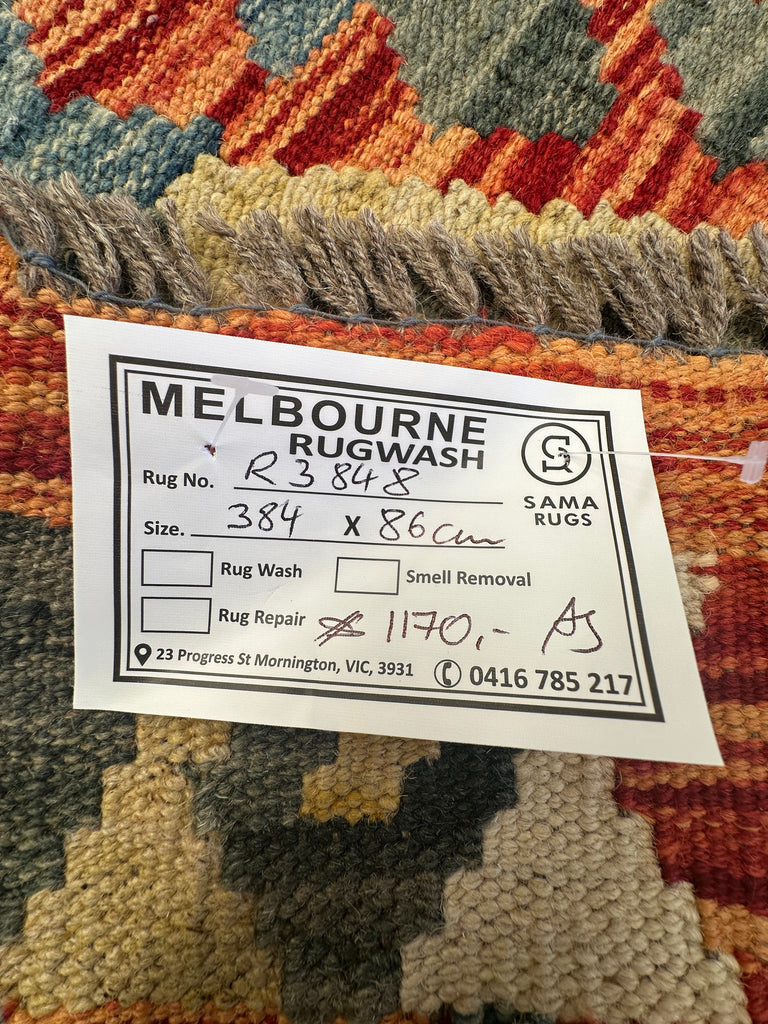 MELBOURNE
RUGWASH
Rug No. R3848
S
SAMA
RUGS
Size. 384 X 86cm
Rug Wash
Smell Removal
Rug Repair $ 1170,- AS
23 Progress St Mornington, VIC, 3931
0416 785 217